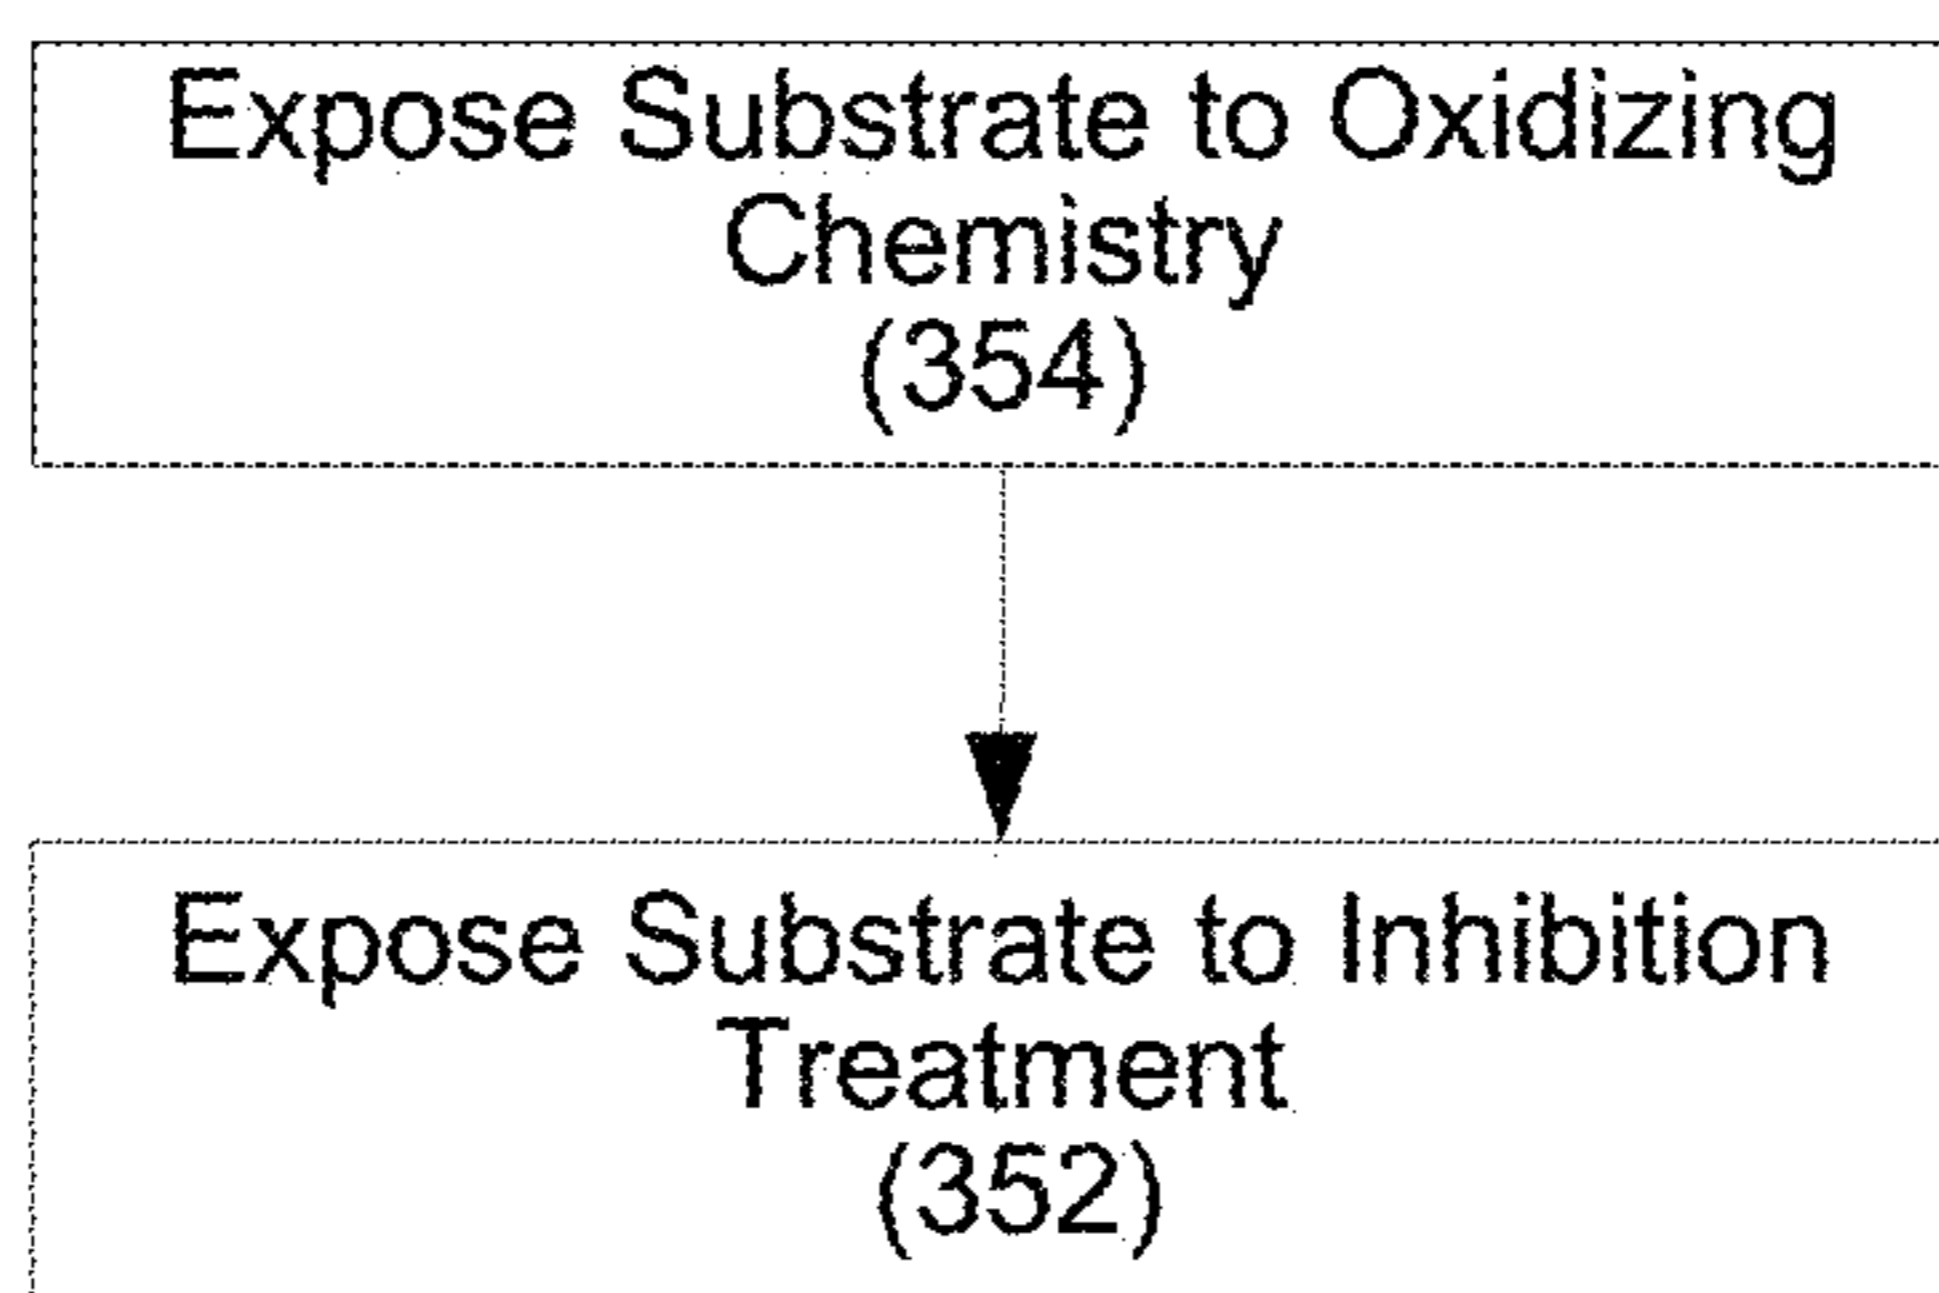 Expose Substrate to Oxidizing
Chemistry
(354)
Expose Substrate to Inhibition
Treatment
(352)